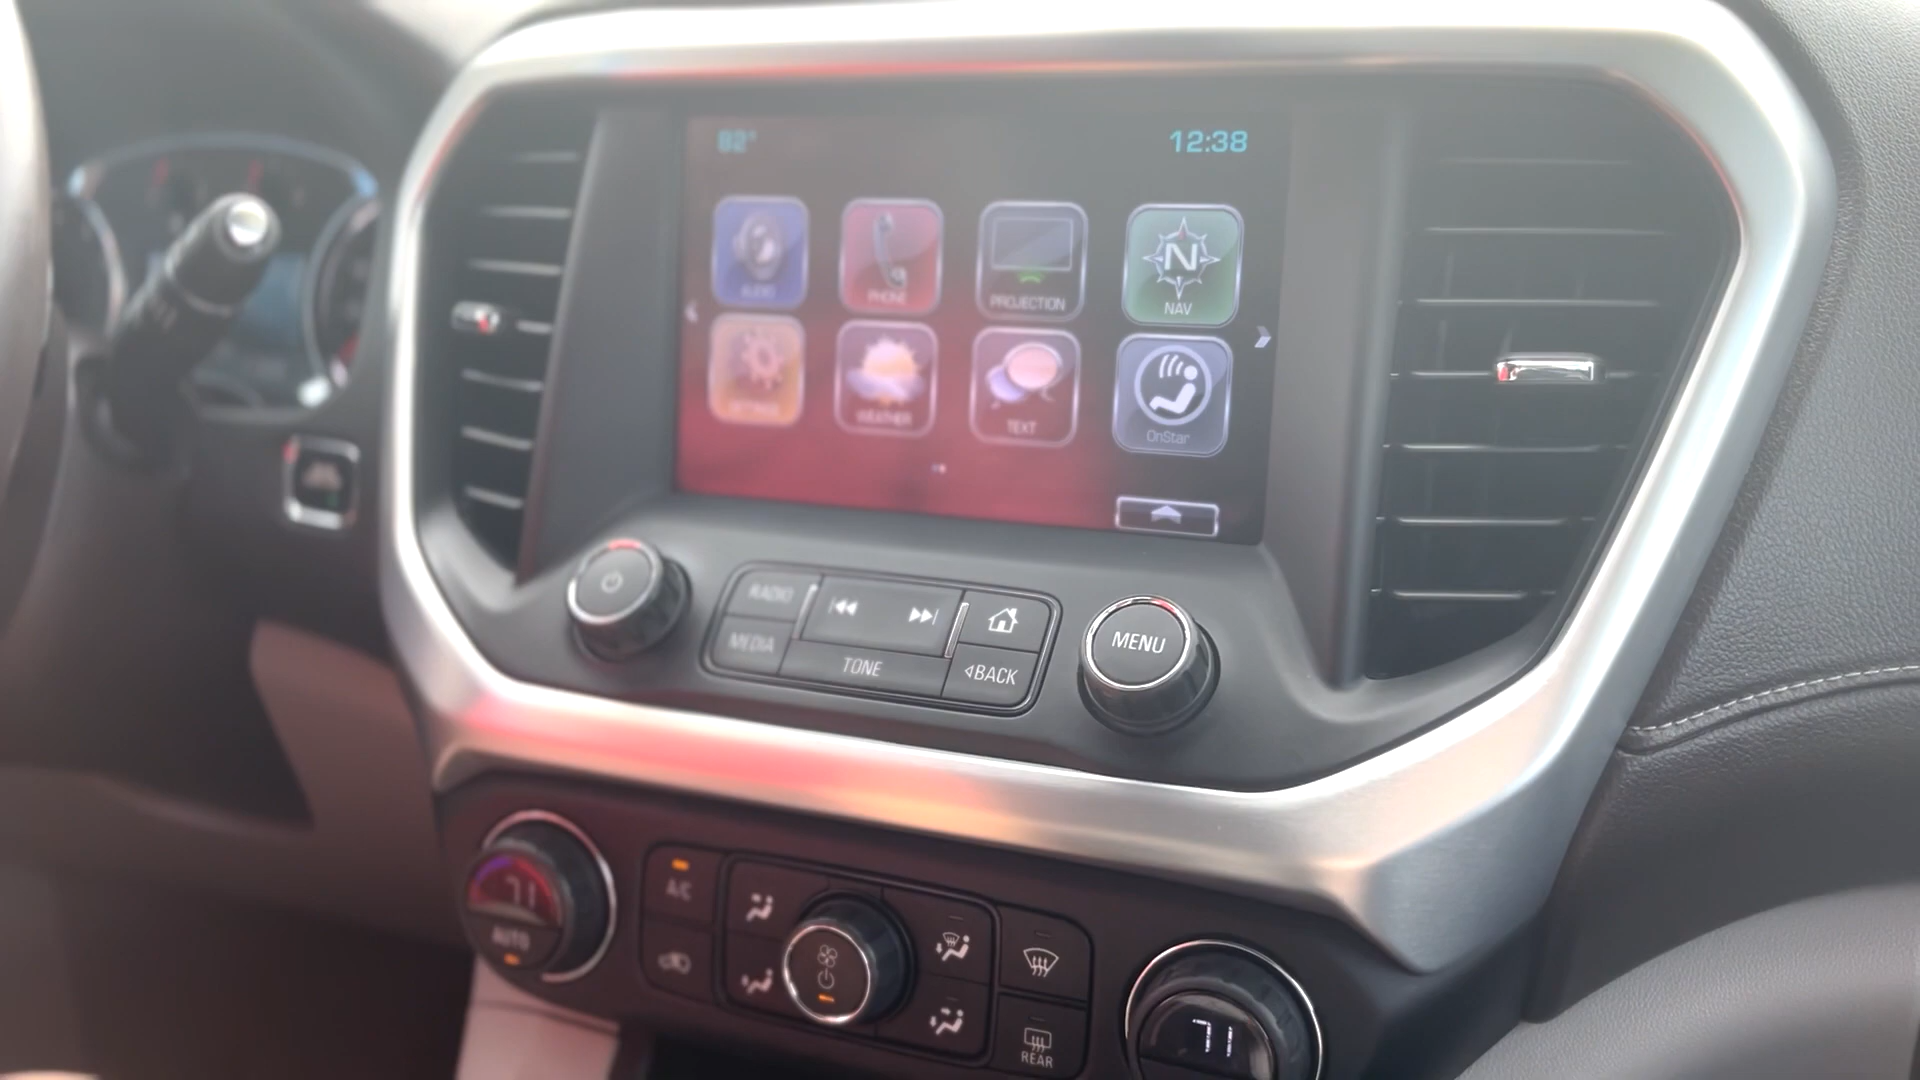 82°
12:38
AUDIO
PHONE
PROJECTION
N
NAV
SETTINGS
WEATHER
TEXT
OnStar
RADIO
MEDIA
TONE
BACK
MENU
71
AUTO
A/C
REAR